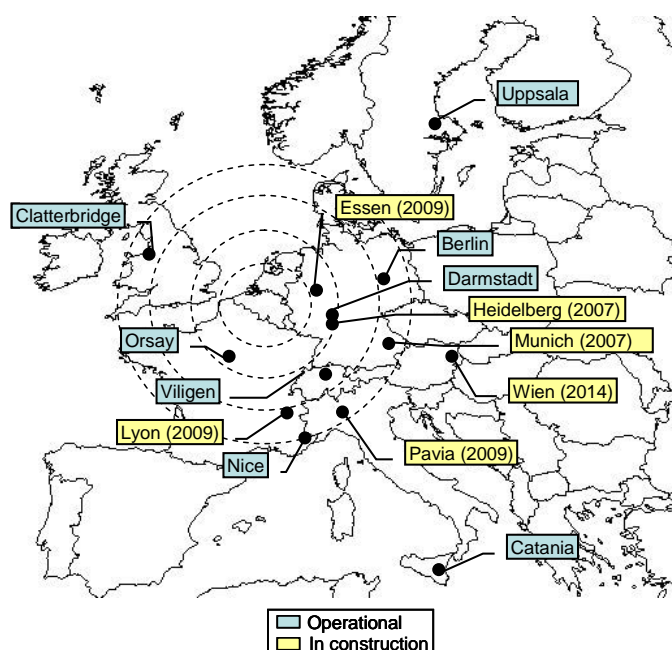 Uppsala
Essen (2009)
Clatterbridge
Berlin
Darmstadt
Heidelberg (2007)
Orsay
Munich (2007)
Viligen
Wien (2014)
Lyon (2009)
Pavia (2009)
Nice
Catania
Operational
In construction